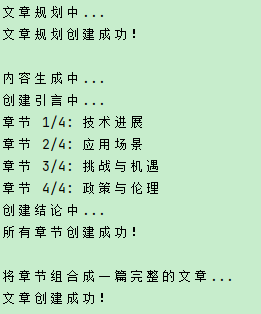 文章规划中...
文章规划创建成功!
内容生成中...
创建引言中...
章节 1/4: 技术进展
章节 2/4: 应用场景
章节 3/4: 挑战与机遇
章节 4/4: 政策与伦理
创建结论中...
所有章节创建成功!
将章节组合成一篇完整的文章...
文章创建成功!